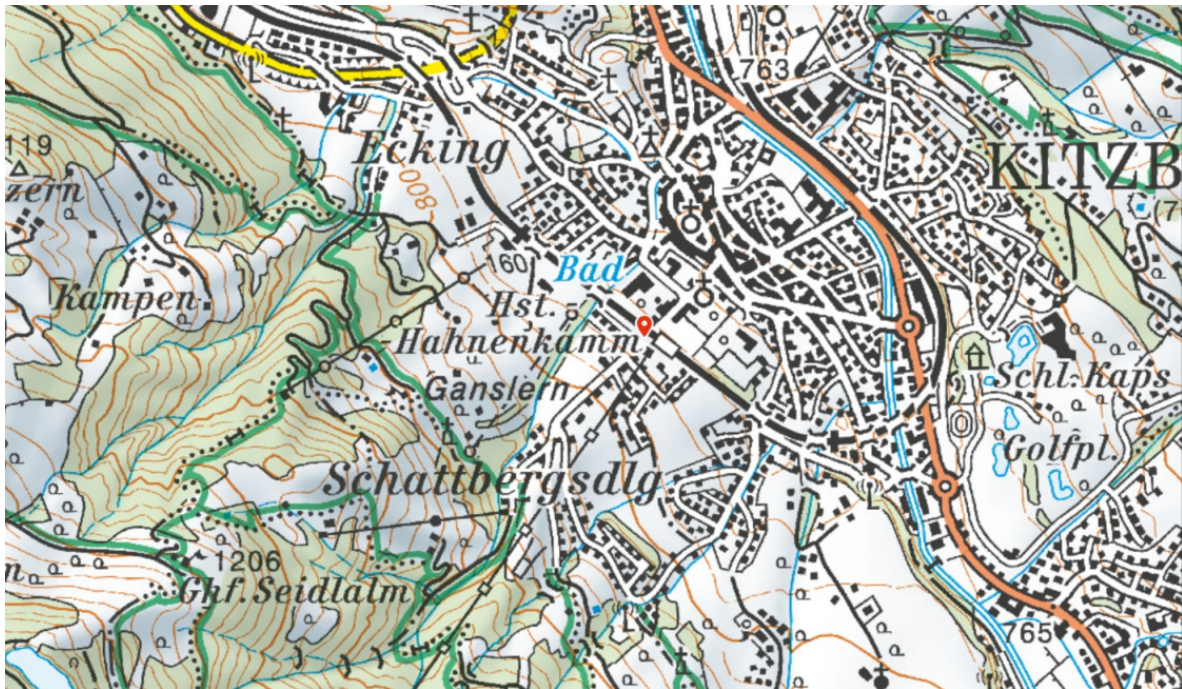 763
119
Ecking
KITZB
zern
800
(7
160
Bad
Kampen
Hst.
Hahnenkamm
Ganslern
Schl. Kaps
Golfpl.
Schattbergsdlg
1206
Ghf. Seidlalm
765